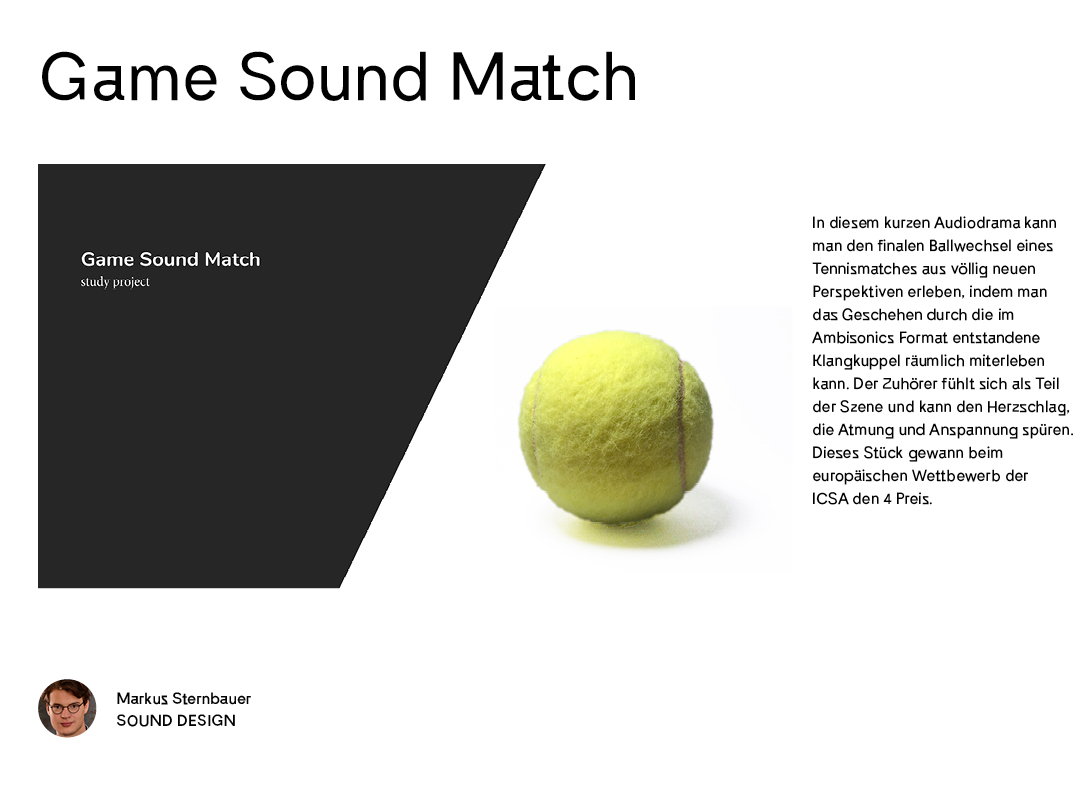 Game Sound Match
Game Sound Match
study project
In diesem kurzen Audiodrama kann
man den finalen Ballwechsel eines
Tennismatches aus völlig neuen
Perspektiven erleben, indem man
das Geschehen durch die im
Ambisonics Format entstandene
Klangkuppel räumlich miterleben
kann. Der Zuhörer fühlt sich als Teil
der Szene und kann den Herzschlag,
die Atmung und Anspannung spüren.
Dieses Stück gewann beim
europäischen Wettbewerb der
ICSA den 4 Preis.
Markus Sternbauer
SOUND DESIGN